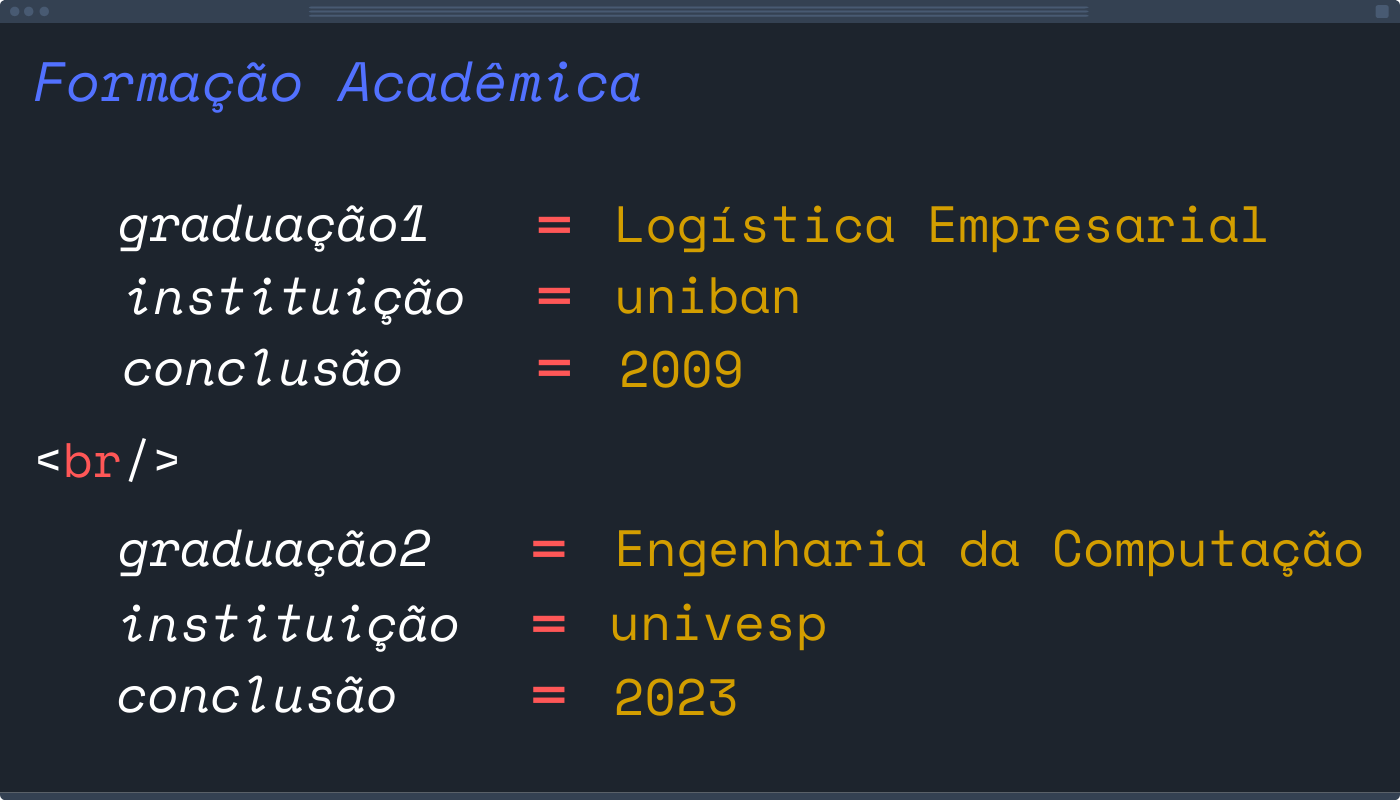 Formação Acadêmica
graduação1 = Logística Empresarial
instituição = uniban
conclusão = 2009
<br/>
graduação2 = Engenharia da Computação
instituição = univesp
conclusão = 2023